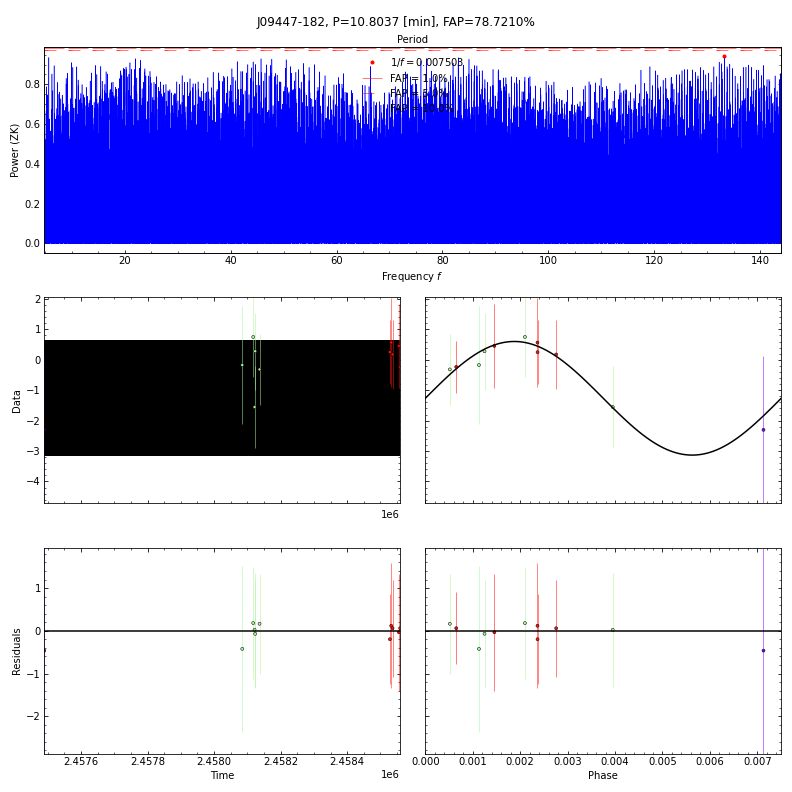 J09447-182, P=10.8037 [min], FAP=78.7210%
Period
1/f = 0.007503
FAP = 1.0%
Power (ZK)
0.8
0.6
0.4
0.2
0.0
20 40 60 80 100 120 140
Frequency f
Data
2
1
0
−1
−2
−3
−4
1e6
Residuals
1
0
−1
−2
2.4576 2.4578 2.4580 2.4582 2.4584
1e6
Time
0.000 0.001 0.002 0.003 0.004 0.005 0.006 0.007
Phase